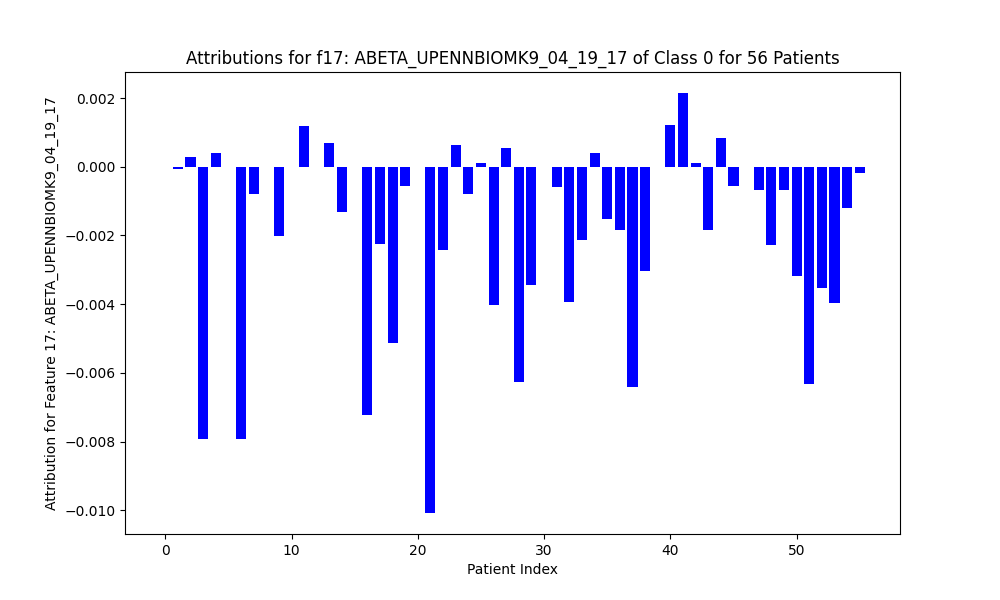 Attributions for f17: ABETA_UPENNBIOMK9_04_19_17 of Class 0 for 56 Patients
Attribution for Feature 17: ABETA_UPENNBIOMK9_04_19_17
0.002
0.000
−0.002
−0.004
−0.006
−0.008
−0.010
0 10 20 30 40 50
Patient Index